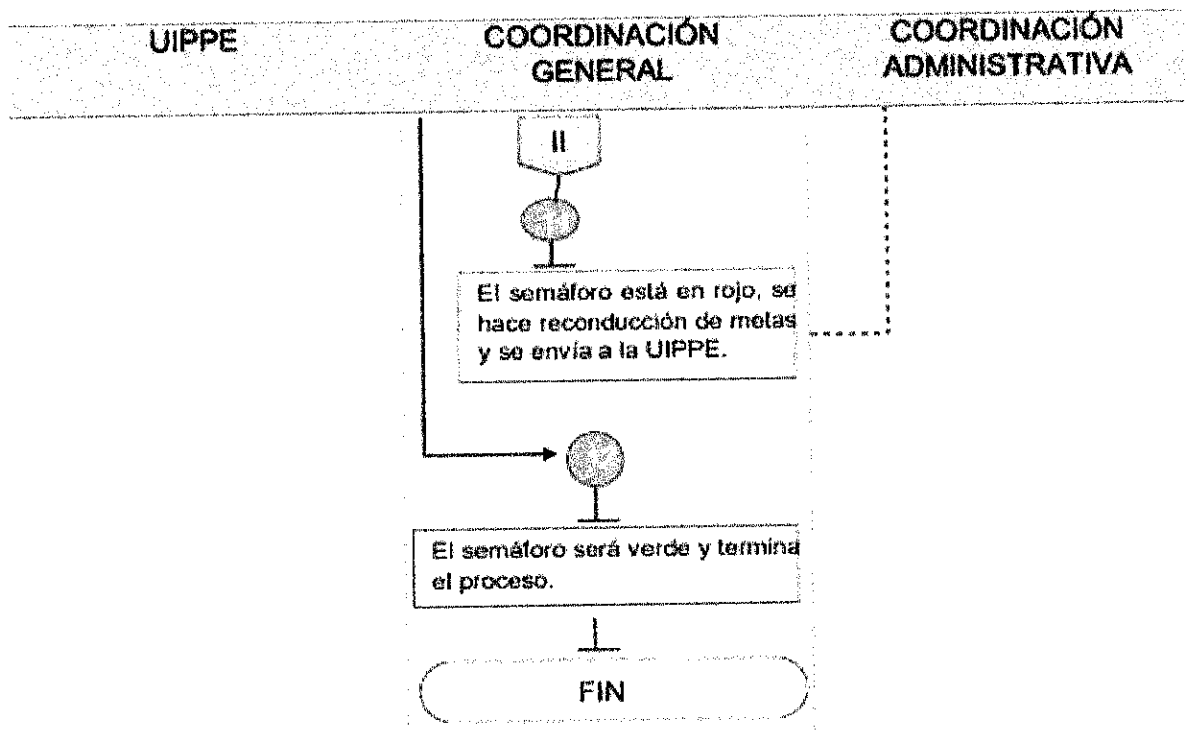 UIPPE
COORDINACIÓN
GENERAL
COORDINACIÓN
ADMINISTRATIVA
II
El semáforo está en rojo, se
hace reconducción de metas
y se envía a la UIPPE.
El semáforo será verde y termina
el proceso.
FIN